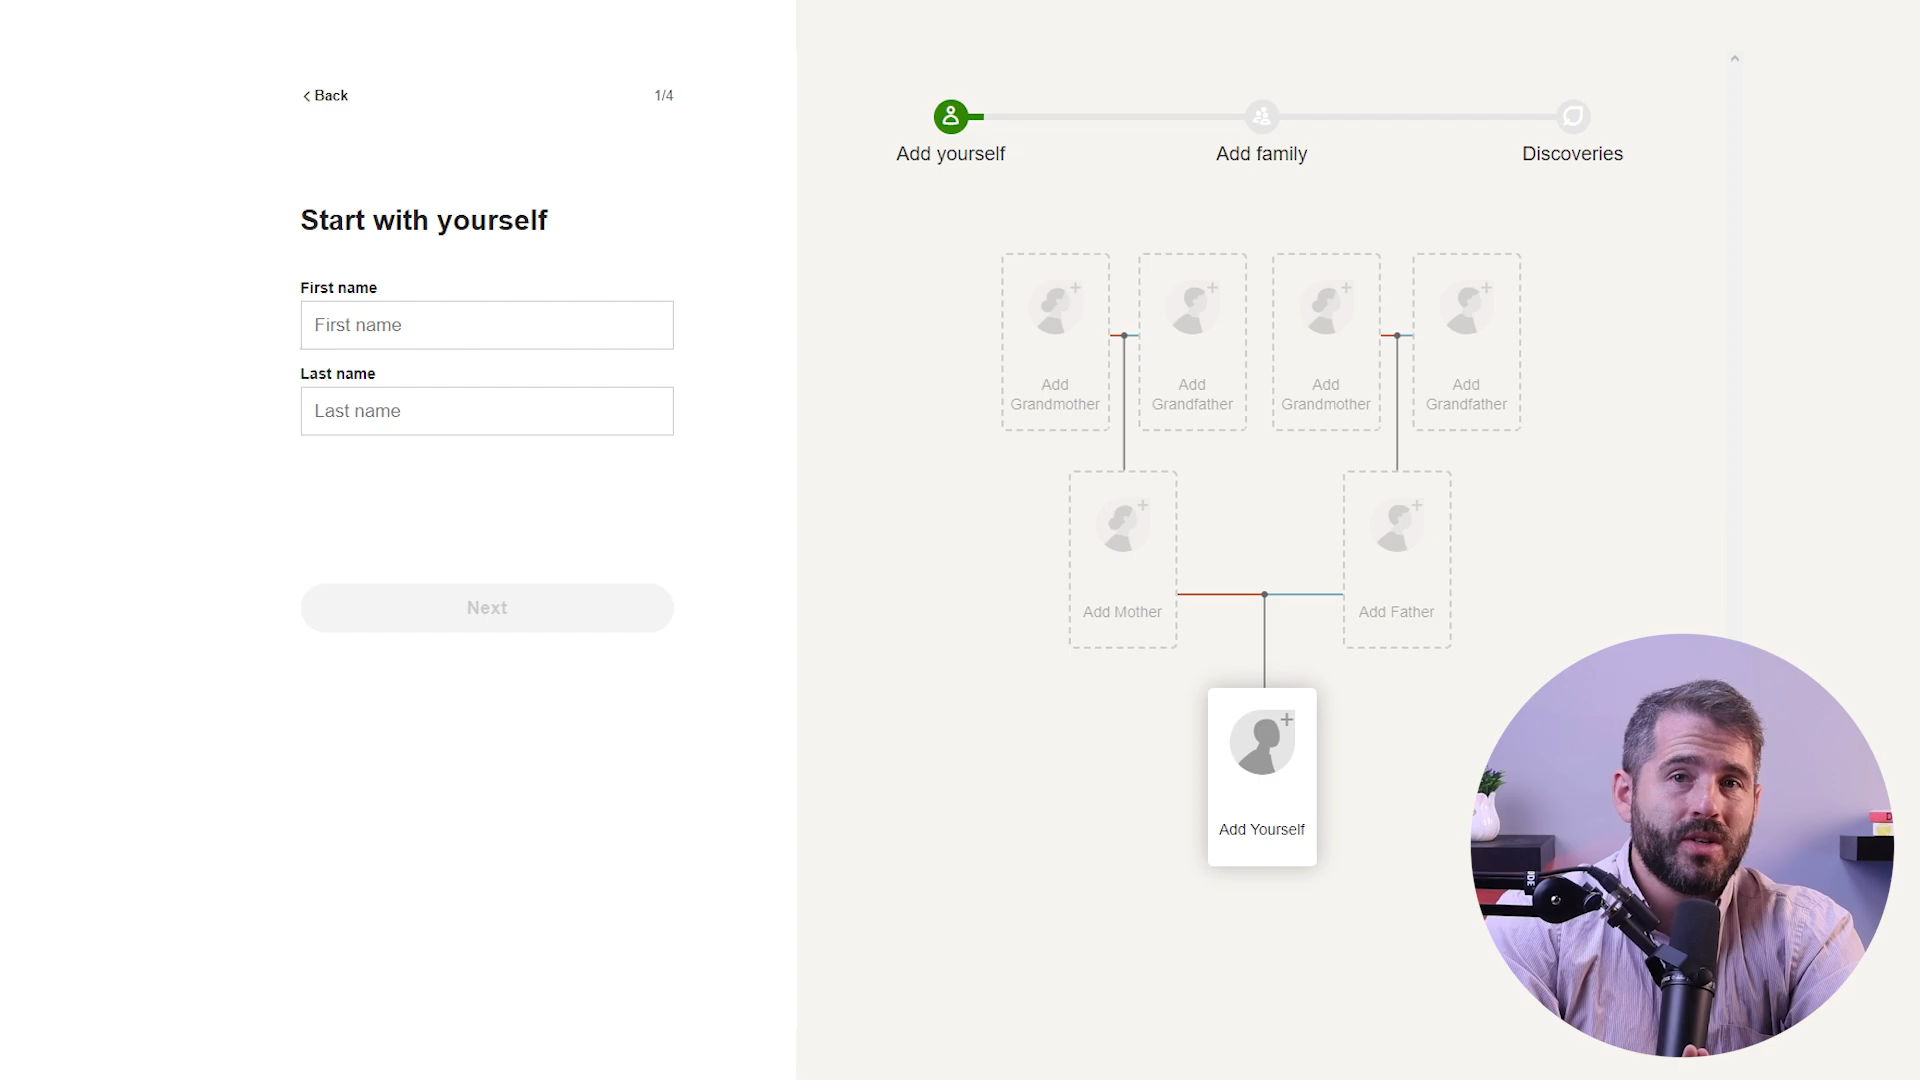 Back
1/4
Start with yourself
First name
First name
Last name
Last name
Next
Add yourself
Add family
Discoveries
Add
Grandmother
Add
Grandfather
Add
Grandmother
Add
Grandfather
Add Mother
Add Father
Add Yourself